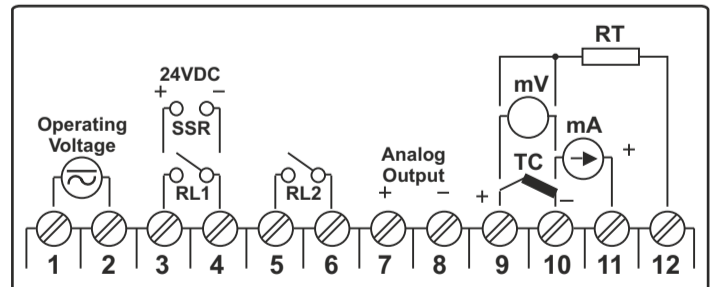 RT
24VDC
+ −
SSR
mV
Operating
Voltage
mA
+
Analog
Output
+ −
RL1
RL2
TC
+ −
1 2 3 4 5 6 7 8 9 10 11 12